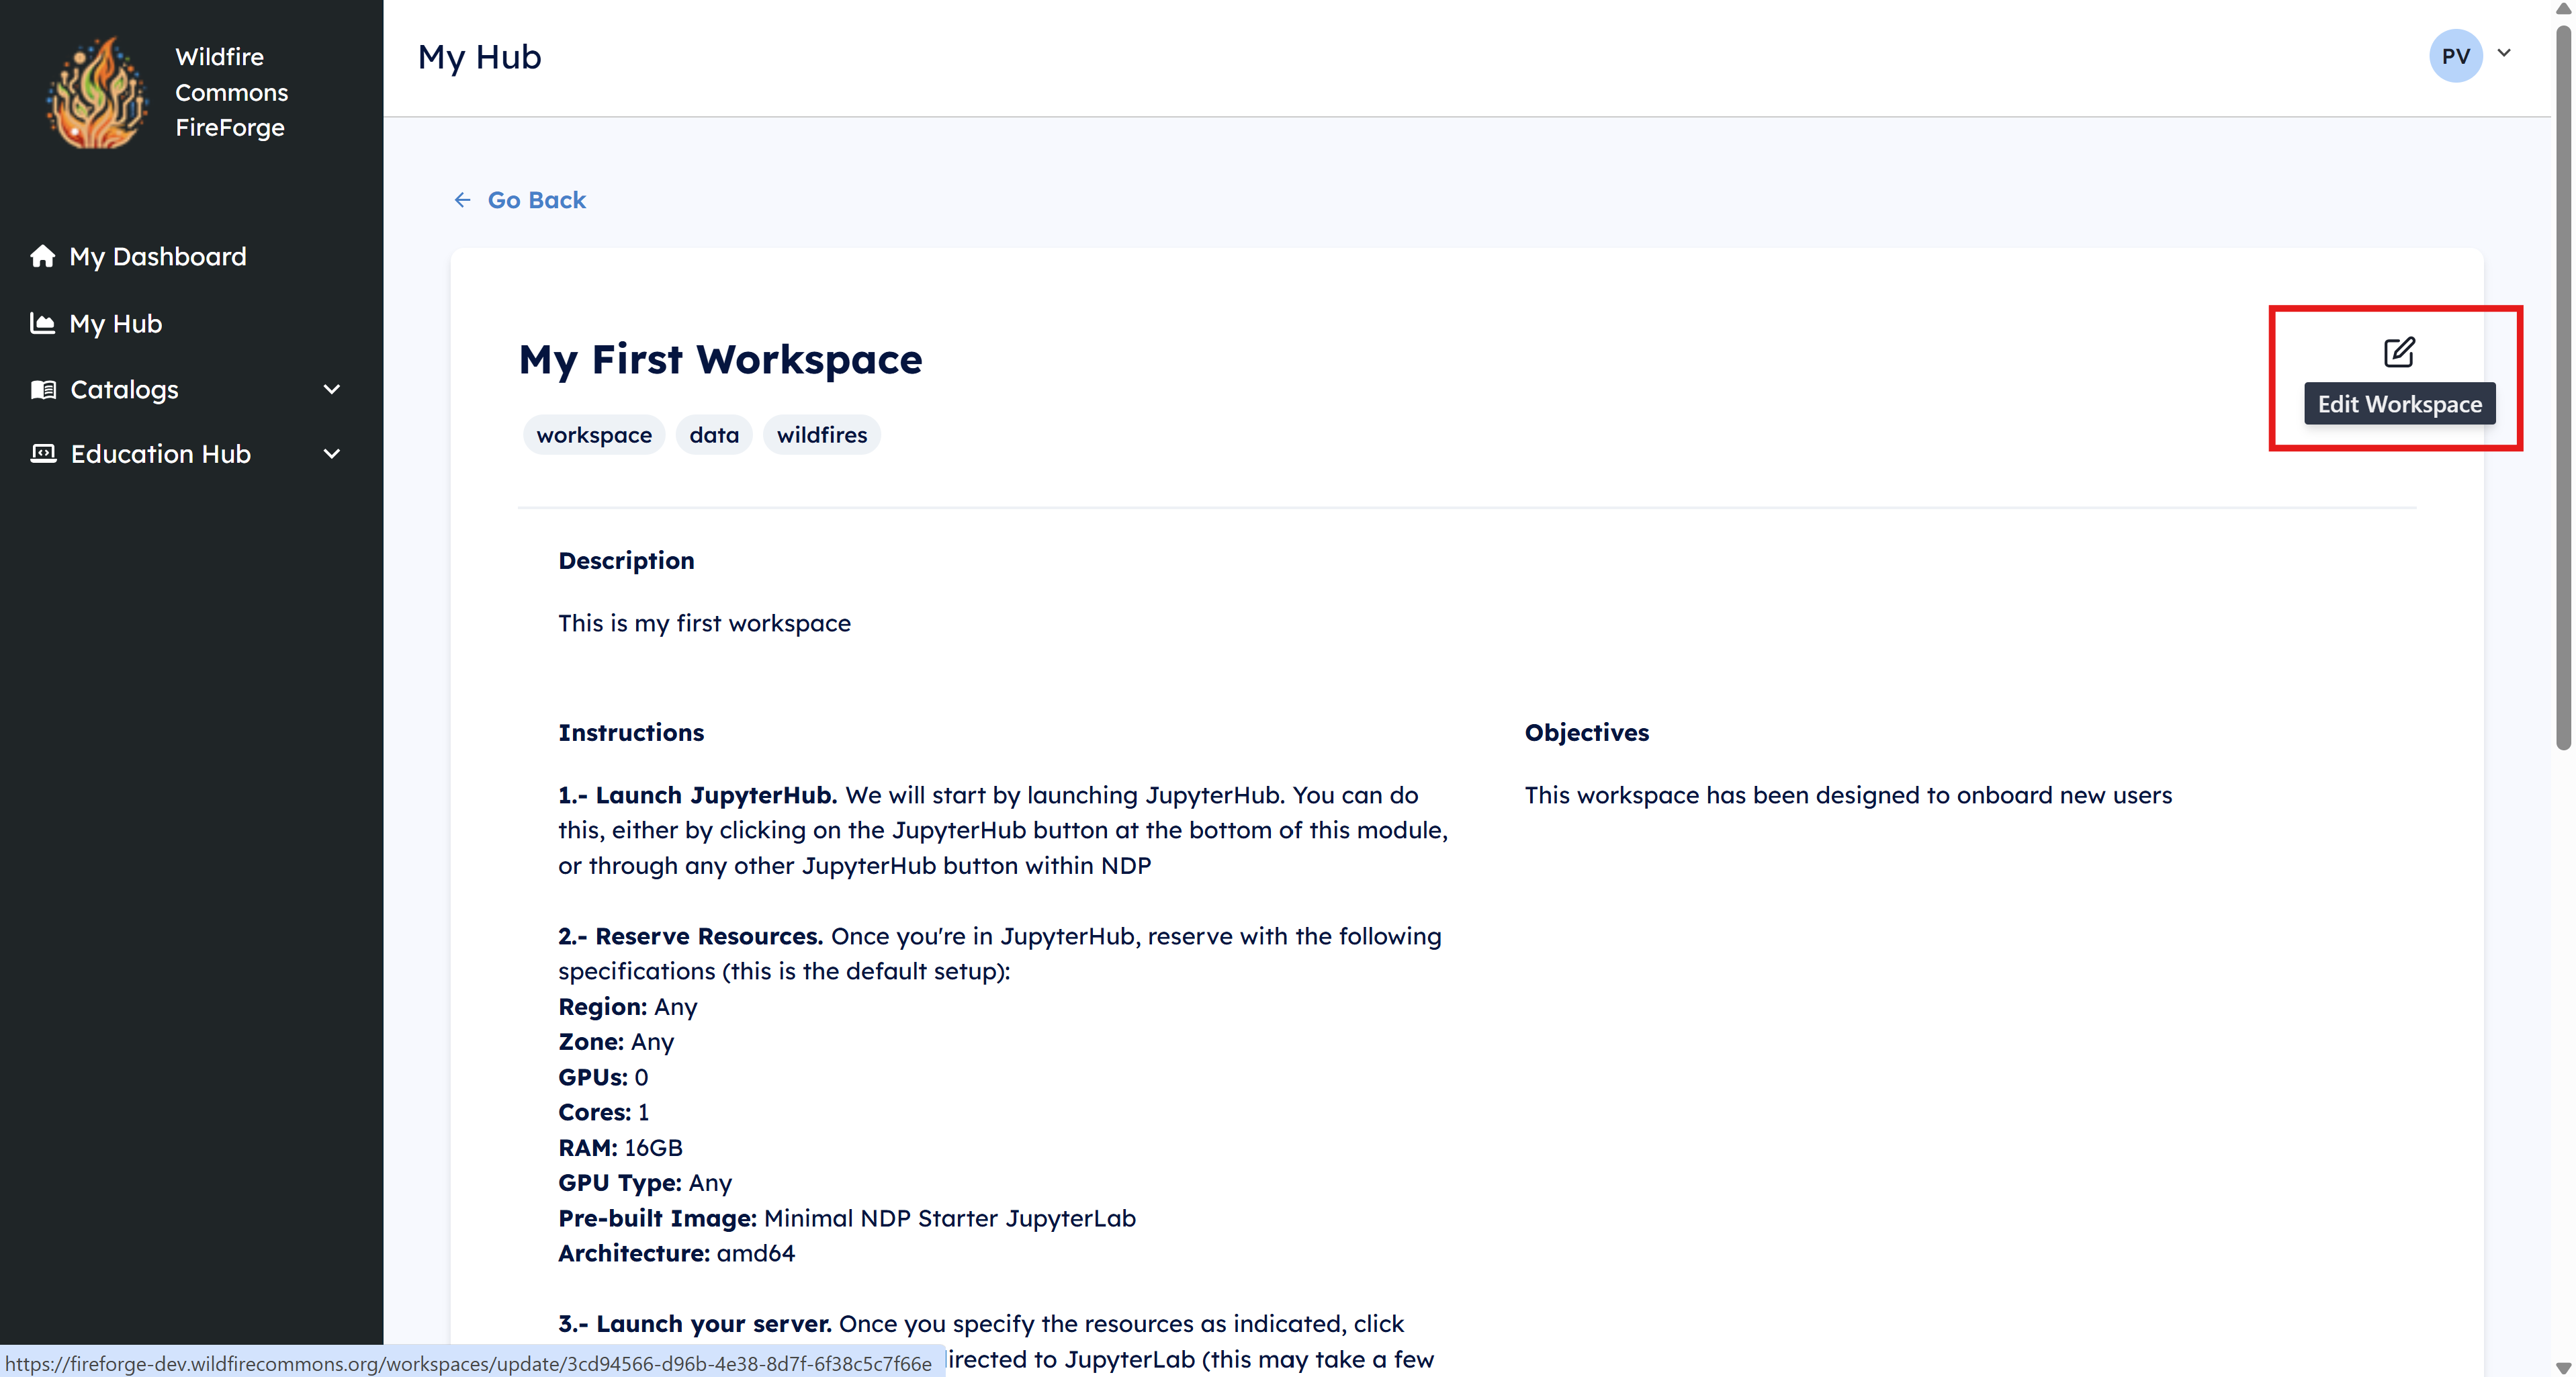 Wildfire
Commons
FireForge
My Hub
PV
My Dashboard
My Hub
Catalogs
Education Hub
Go Back
My First Workspace
Edit Workspace
workspace data wildfires
Description
This is my first workspace
Instructions
1.- Launch JupyterHub. We will start by launching JupyterHub. You can do
this, either by clicking on the JupyterHub button at the bottom of this module,
or through any other JupyterHub button within NDP
2.- Reserve Resources. Once you're in JupyterHub, reserve with the following
specifications (this is the default setup):
Region: Any
Zone: Any
GPUs: 0
Cores: 1
RAM: 16GB
GPU Type: Any
Pre-built Image: Minimal NDP Starter JupyterLab
Architecture: amd64
3.- Launch your server. Once you specify the resources as indicated, click
irected to JupyterLab (this may take a few
Objectives
This workspace has been designed to onboard new users
https://fireforge-dev.wildfirecommons.org/workspaces/update/3cd94566-d96b-4e38-8d7f-6f38c5c7f66e